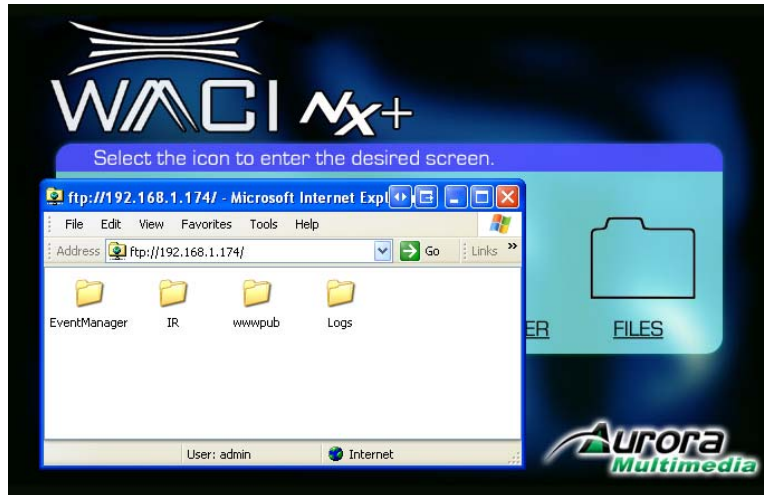 WACI NX+
Select the icon to enter the desired screen.
ftp://192.168.1.174/ - Microsoft Internet Expl
File Edit View Favorites Tools Help
Address ftp://192.168.1.174/ Go Links »
EventManager IR wwwpub Logs
ER FILES
User: admin Internet
Aurora
Multimedia